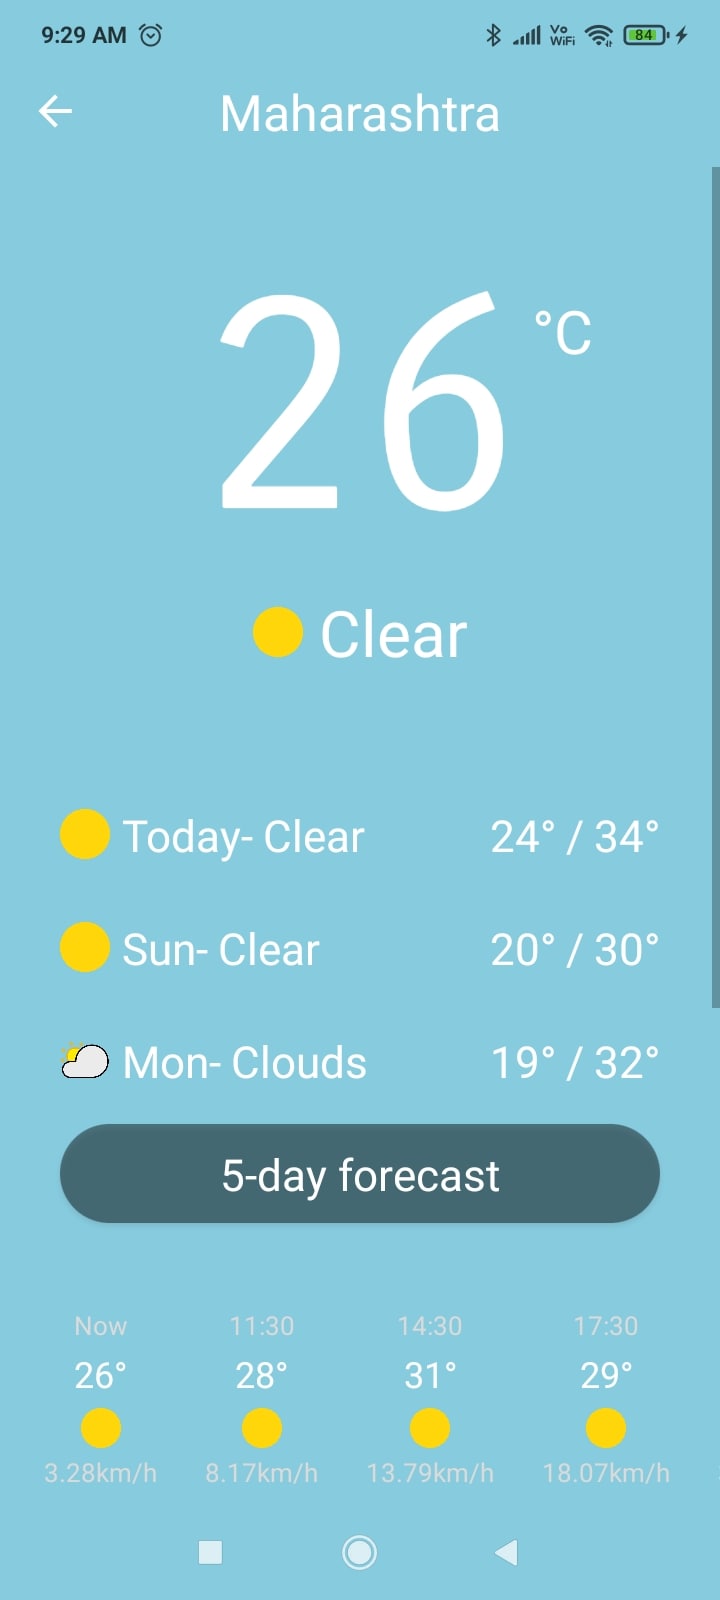 9:29 AM Vo WiFi 84
Maharashtra
26 °C
Clear
Today- Clear 24° / 34°
Sun- Clear 20° / 30°
Mon- Clouds 19° / 32°
5-day forecast
Now 11:30 14:30 17:30
26° 28° 31° 29°
3.28km/h 8.17km/h 13.79km/h 18.07km/h